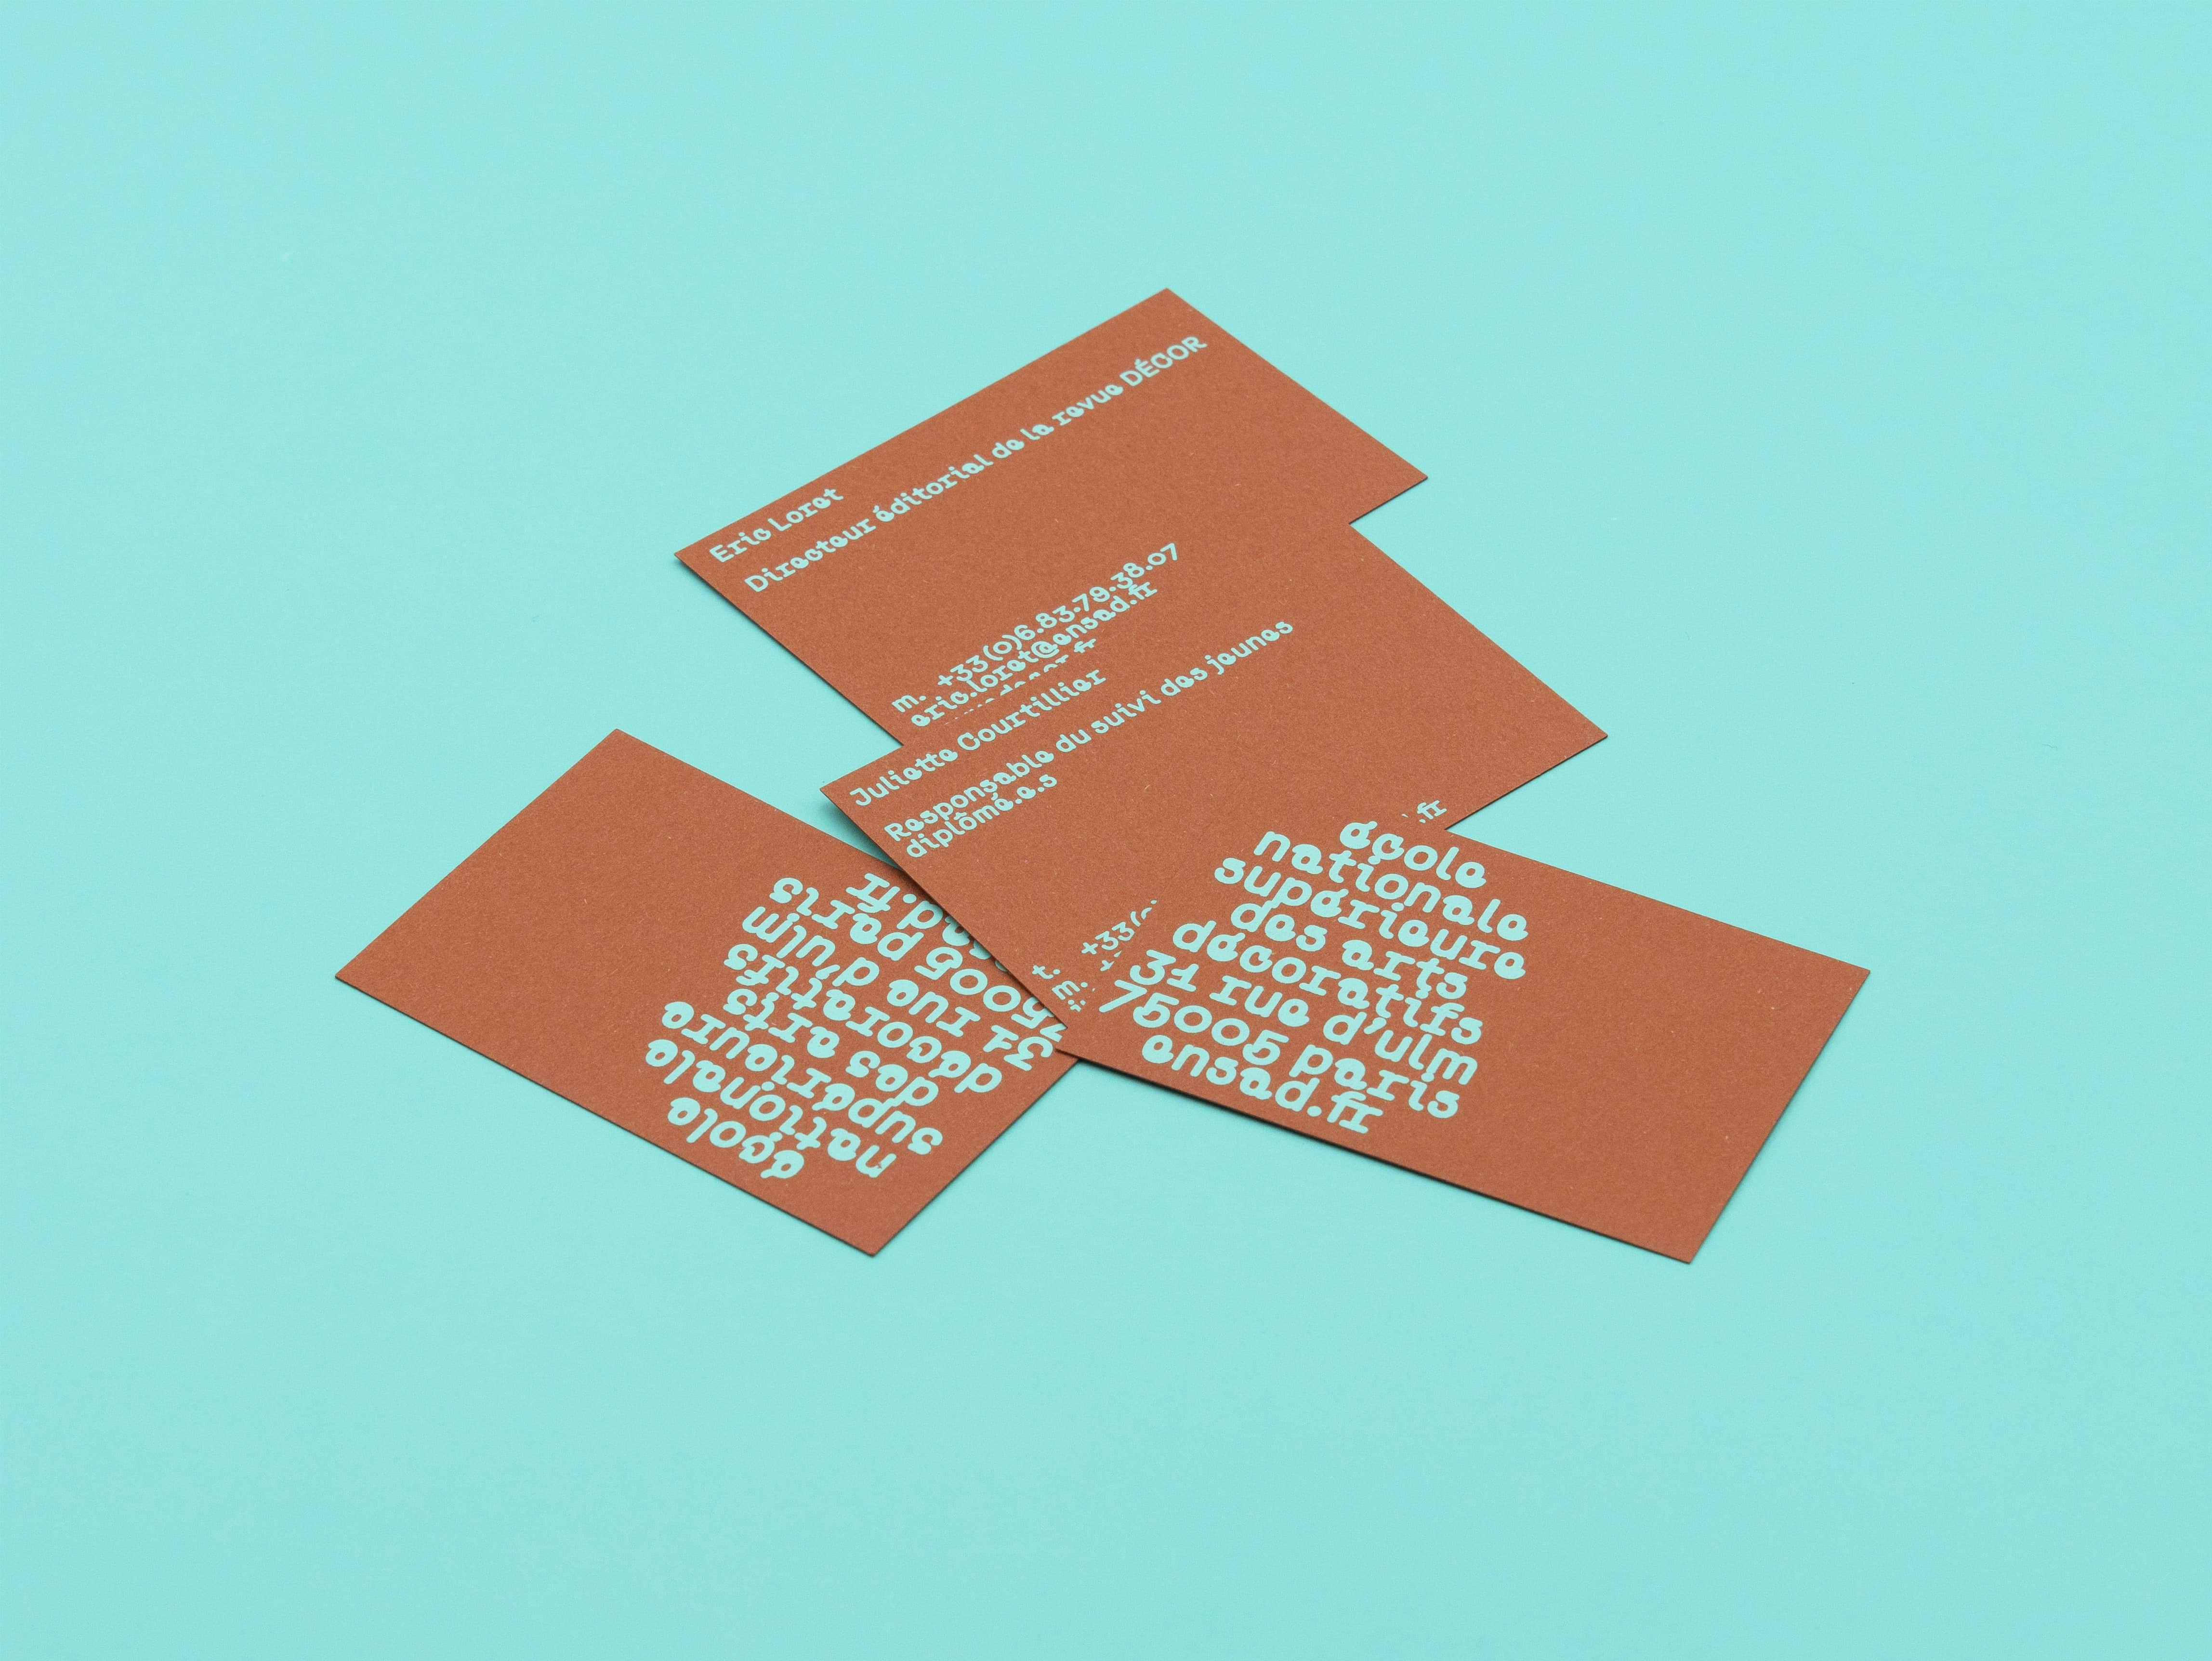 Eric Loret
Directeur éditorial de la revue DÉCOR
m. +33(0)6.83.79.38.07
eric.loret@ensad.fr
Juliette Courtillier
Responsable du suivi des jeunes
diplômé.e.s
.fr
t. +33(
m.
école
nationale
supérieure
des arts
décoratifs
31 rue d'ulm
75005 paris
ensad.fr
école
nationale
supérieure
des arts
décoratifs
31 rue d'ulm
75005 paris
d.fr